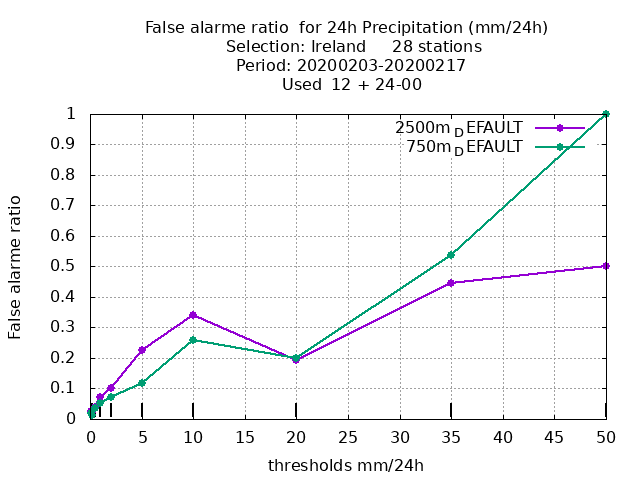 False alarme ratio  for 24h Precipitation (mm/24h)
Selection: Ireland     28 stations
Period: 20200203-20200217
Used  12 + 24-00
2500m_DEFAULT
750m_DEFAULT
1
0.9
0.8
0.7
0.6
0.5
0.4
0.3
0.2
0.1
0
False alarme ratio
0 5 10 15 20 25 30 35 40 45 50
thresholds mm/24h